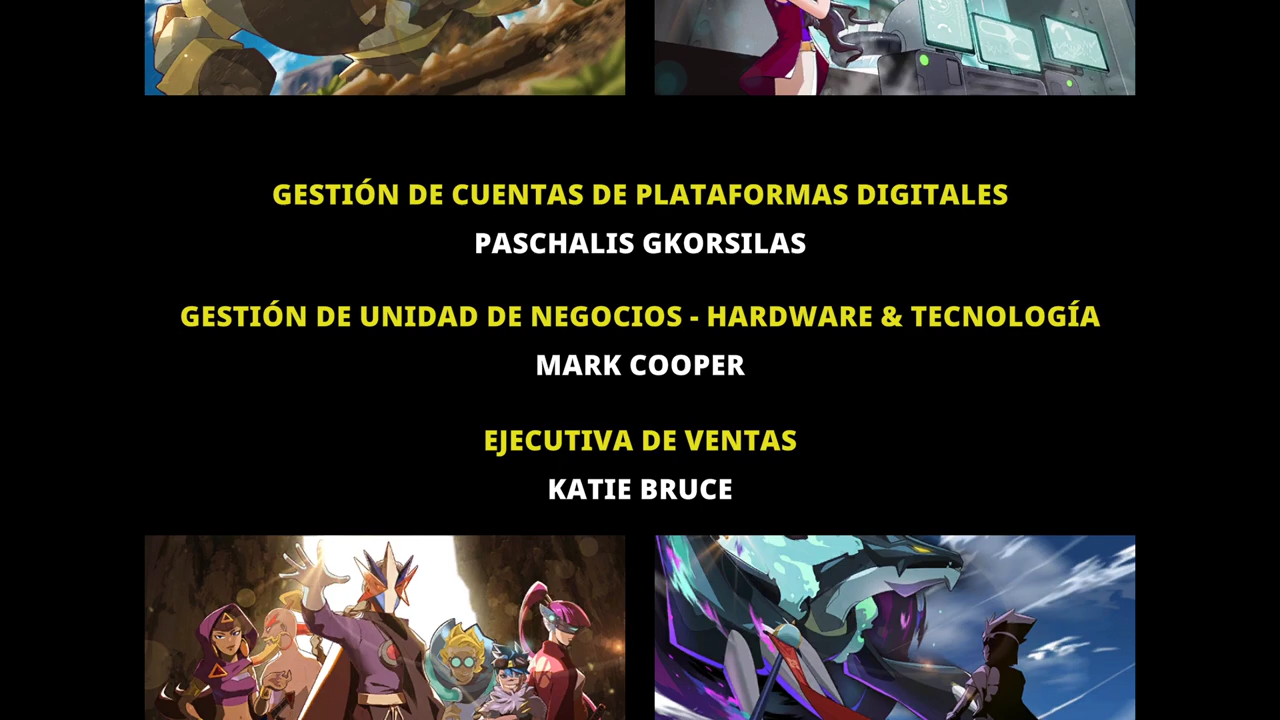 GESTIÓN DE CUENTAS DE PLATAFORMAS DIGITALES
PASCHALIS GKORSILAS
GESTIÓN DE UNIDAD DE NEGOCIOS - HARDWARE & TECNOLOGÍA
MARK COOPER
EJECUTIVA DE VENTAS
KATIE BRUCE